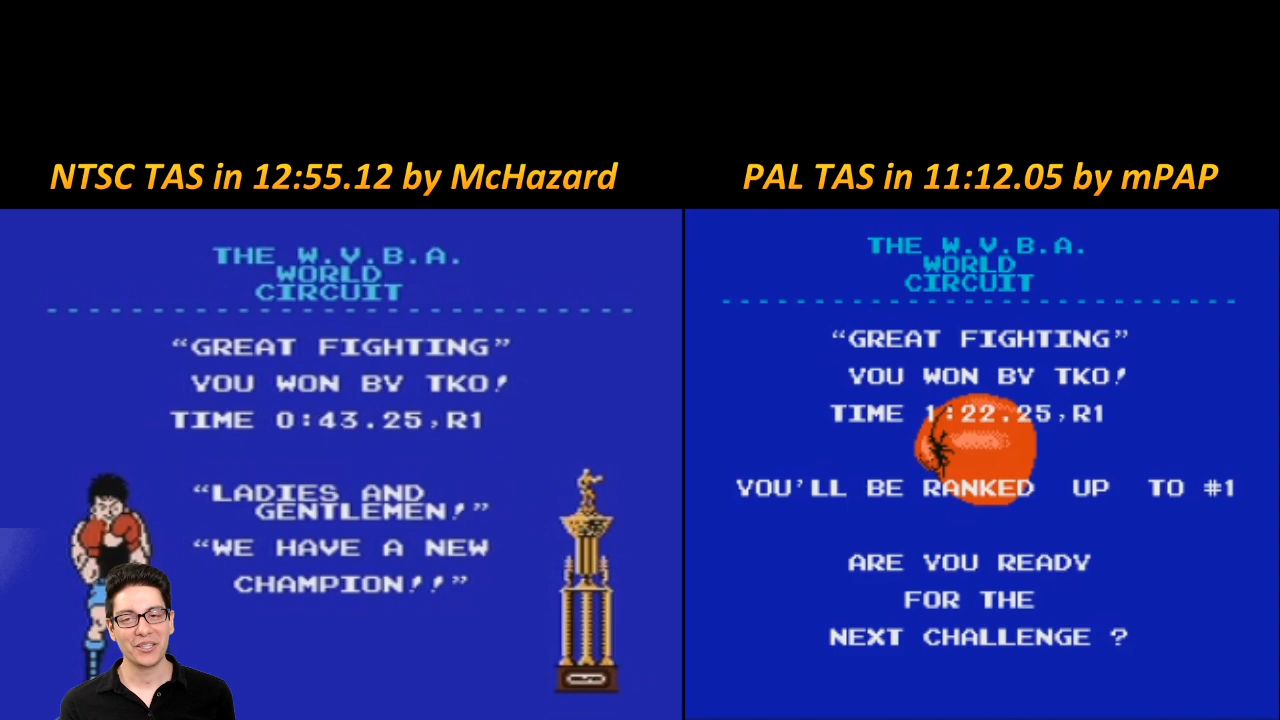 NTSC TAS in 12:55.12 by McHazard
PAL TAS in 11:12.05 by mPAP
THE W.V.B.A.
WORLD
CIRCUIT
“GREAT FIGHTING”
YOU WON BY TKO!
TIME 0:43.25,R1
“LADIES AND
GENTLEMEN!”
“WE HAVE A NEW
CHAMPION!!”
THE W.V.B.A.
WORLD
CIRCUIT
“GREAT FIGHTING”
YOU WON BY TKO!
TIME 1:22.25,R1
YOU'LL BE RANKED UP TO #1
ARE YOU READY
FOR THE
NEXT CHALLENGE ?